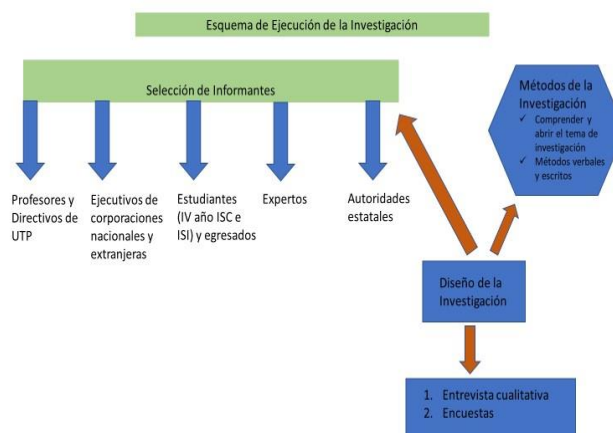 Esquema de Ejecución de la Investigación
Selección de Informantes
Profesores y
Directivos de
UTP
Ejecutivos de
corporaciones
nacionales y
extranjeras
Estudiantes
(IV año ISC e
ISI) y egresados
Expertos
Autoridades
estatales
Métodos de la
Investigación
✓ Comprender y
abrir el tema de
investigación
✓ Métodos verbales
y escritos
Diseño de la
Investigación
1. Entrevista cualitativa
2. Encuestas